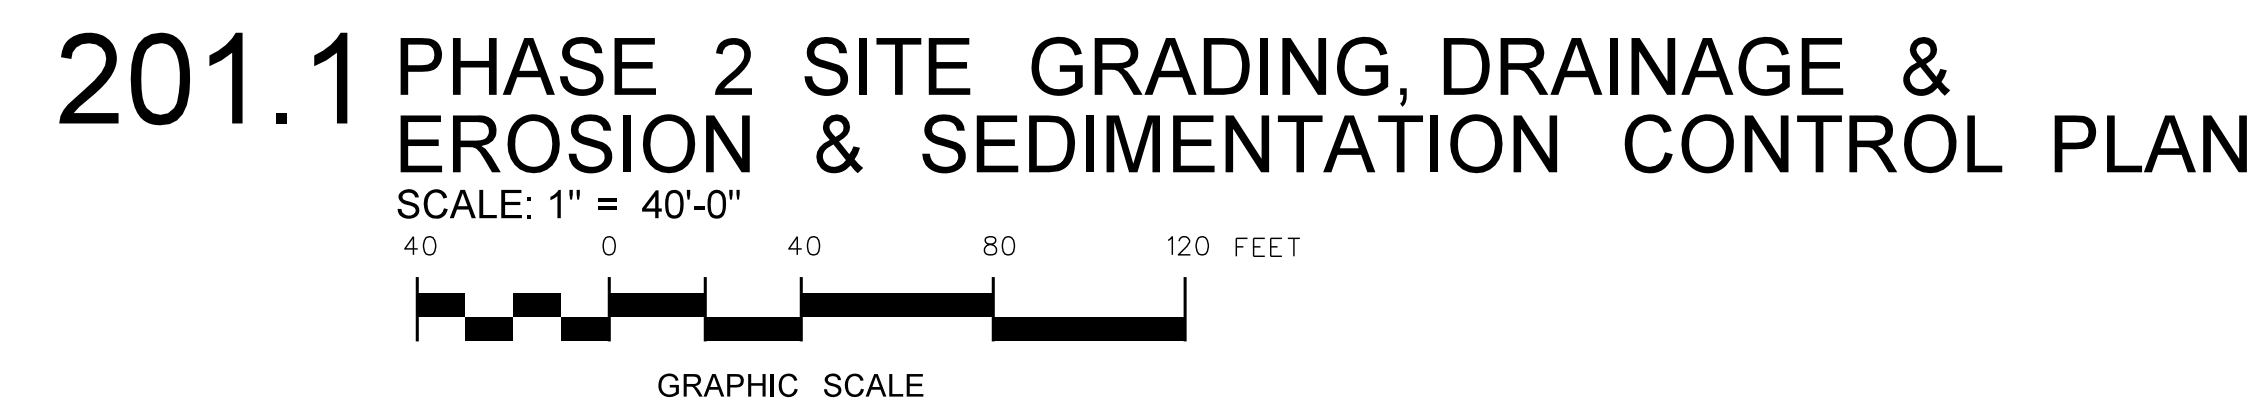 201.1 PHASE 2 SITE GRADING, DRAINAGE &
EROSION & SEDIMENTATION CONTROL PLAN
SCALE: 1" = 40'-0"
40 0 40 80 120 FEET
GRAPHIC SCALE